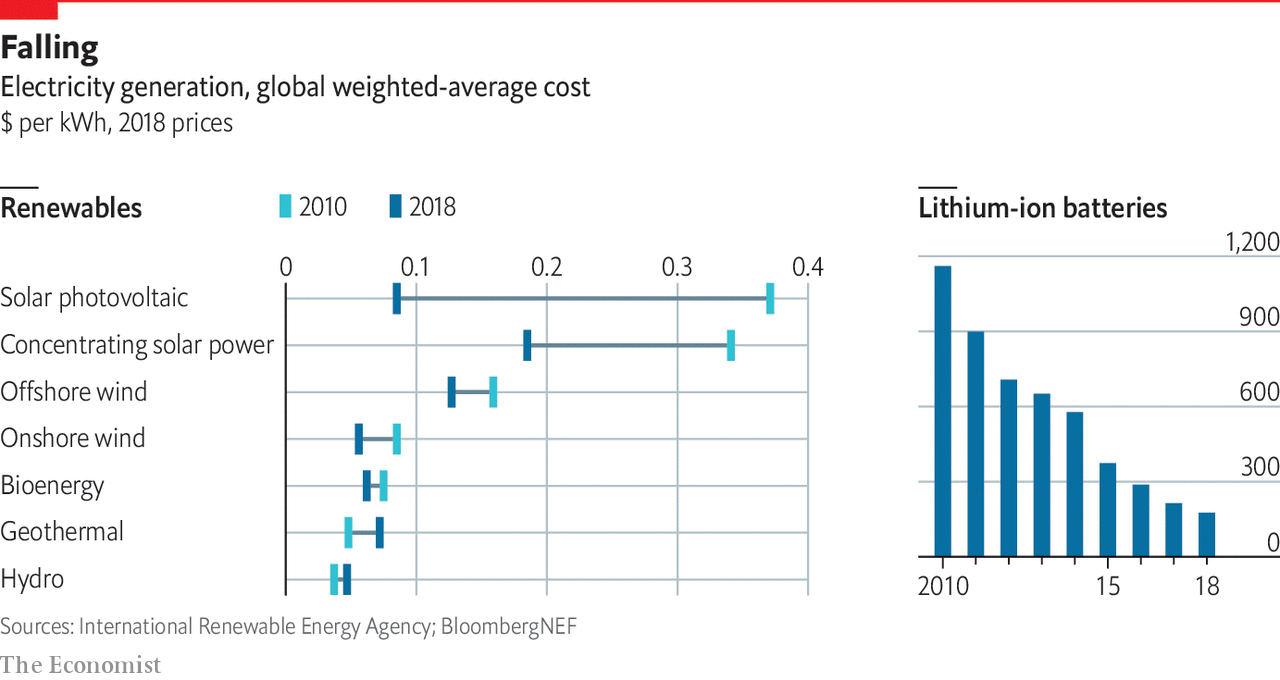 Falling
Electricity generation, global weighted-average cost
$ per kWh, 2018 prices
Renewables
2010 2018
0 0.1 0.2 0.3 0.4
Solar photovoltaic
Concentrating solar power
Offshore wind
Onshore wind
Bioenergy
Geothermal
Hydro
Lithium-ion batteries
1,200
900
600
300
0
2010 15 18
Sources: International Renewable Energy Agency; BloombergNEF
The Economist